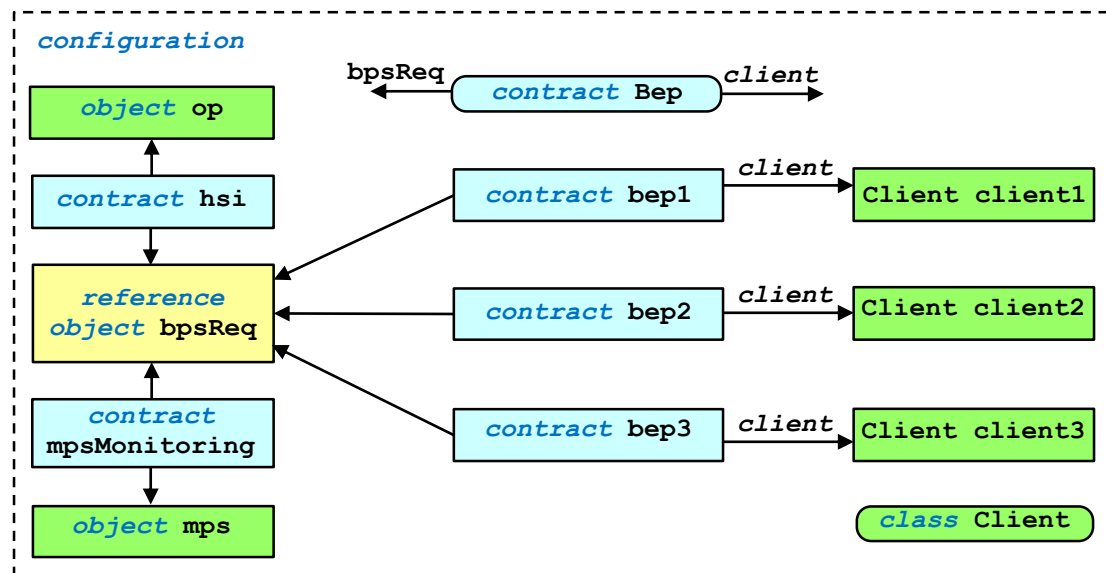 configuration
bpsReq
contract Bep
client
object op
contract hsi
contract bep1
client
Client client1
reference
object bpsReq
contract bep2
client
Client client2
contract
mpsMonitoring
contract bep3
client
Client client3
object mps
class Client